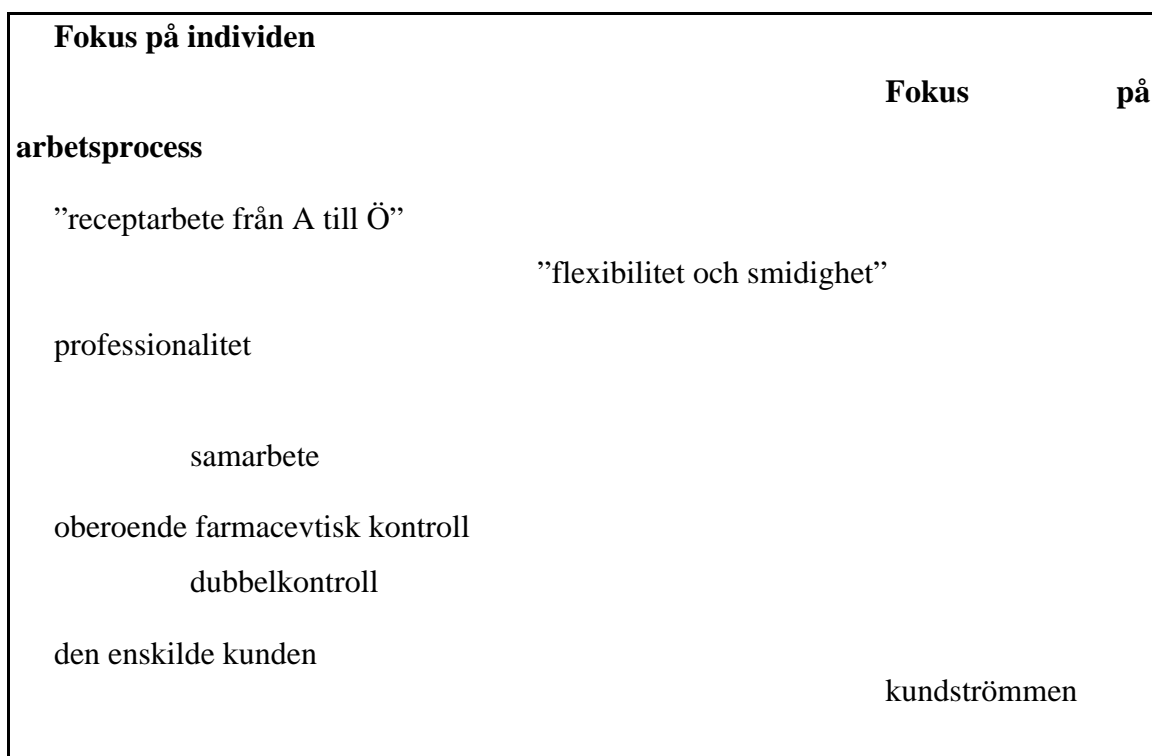 Fokus på individen
Fokus på
arbetsprocess
”receptarbete från A till Ö”
”flexibilitet och smidighet”
professionalitet
samarbete
oberoende farmacevtisk kontroll
dubbelkontroll
den enskilde kunden
kundströmmen